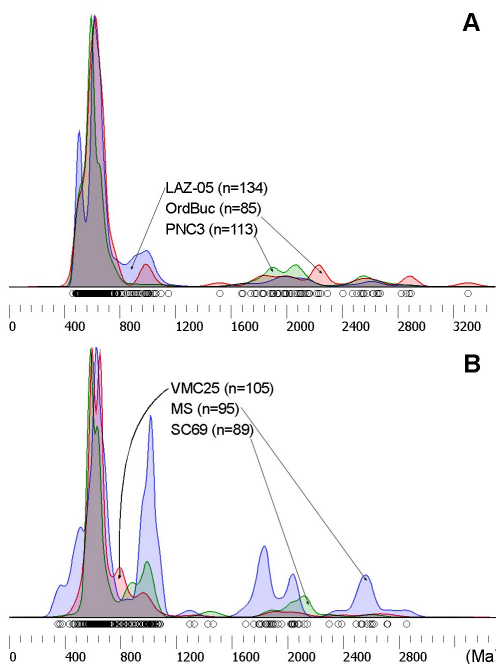 A
LAZ-05 (n=134)
OrdBuc (n=85)
PNC3 (n=113)
0 400 800 1200 1600 2000 2400 2800 3200
B
VMC25 (n=105)
MS (n=95)
SC69 (n=89)
0 400 800 1200 1600 2000 2400 2800 (Ma